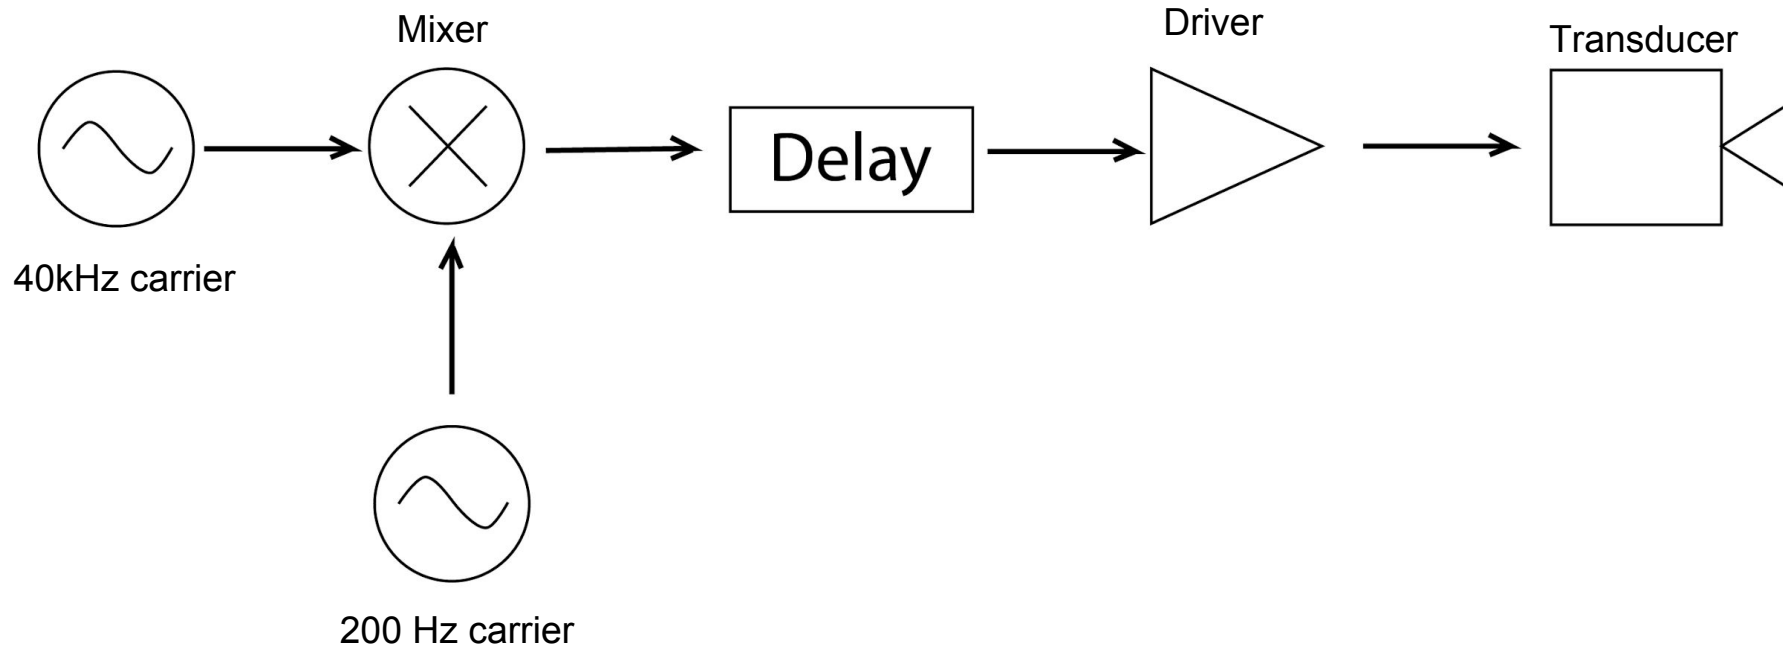 Mixer
Driver
Transducer
Delay
40kHz carrier
200 Hz carrier